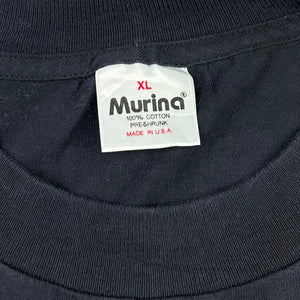 XL
Murina®
100% COTTON
PRE-SHRUNK
MADE IN U.S.A.